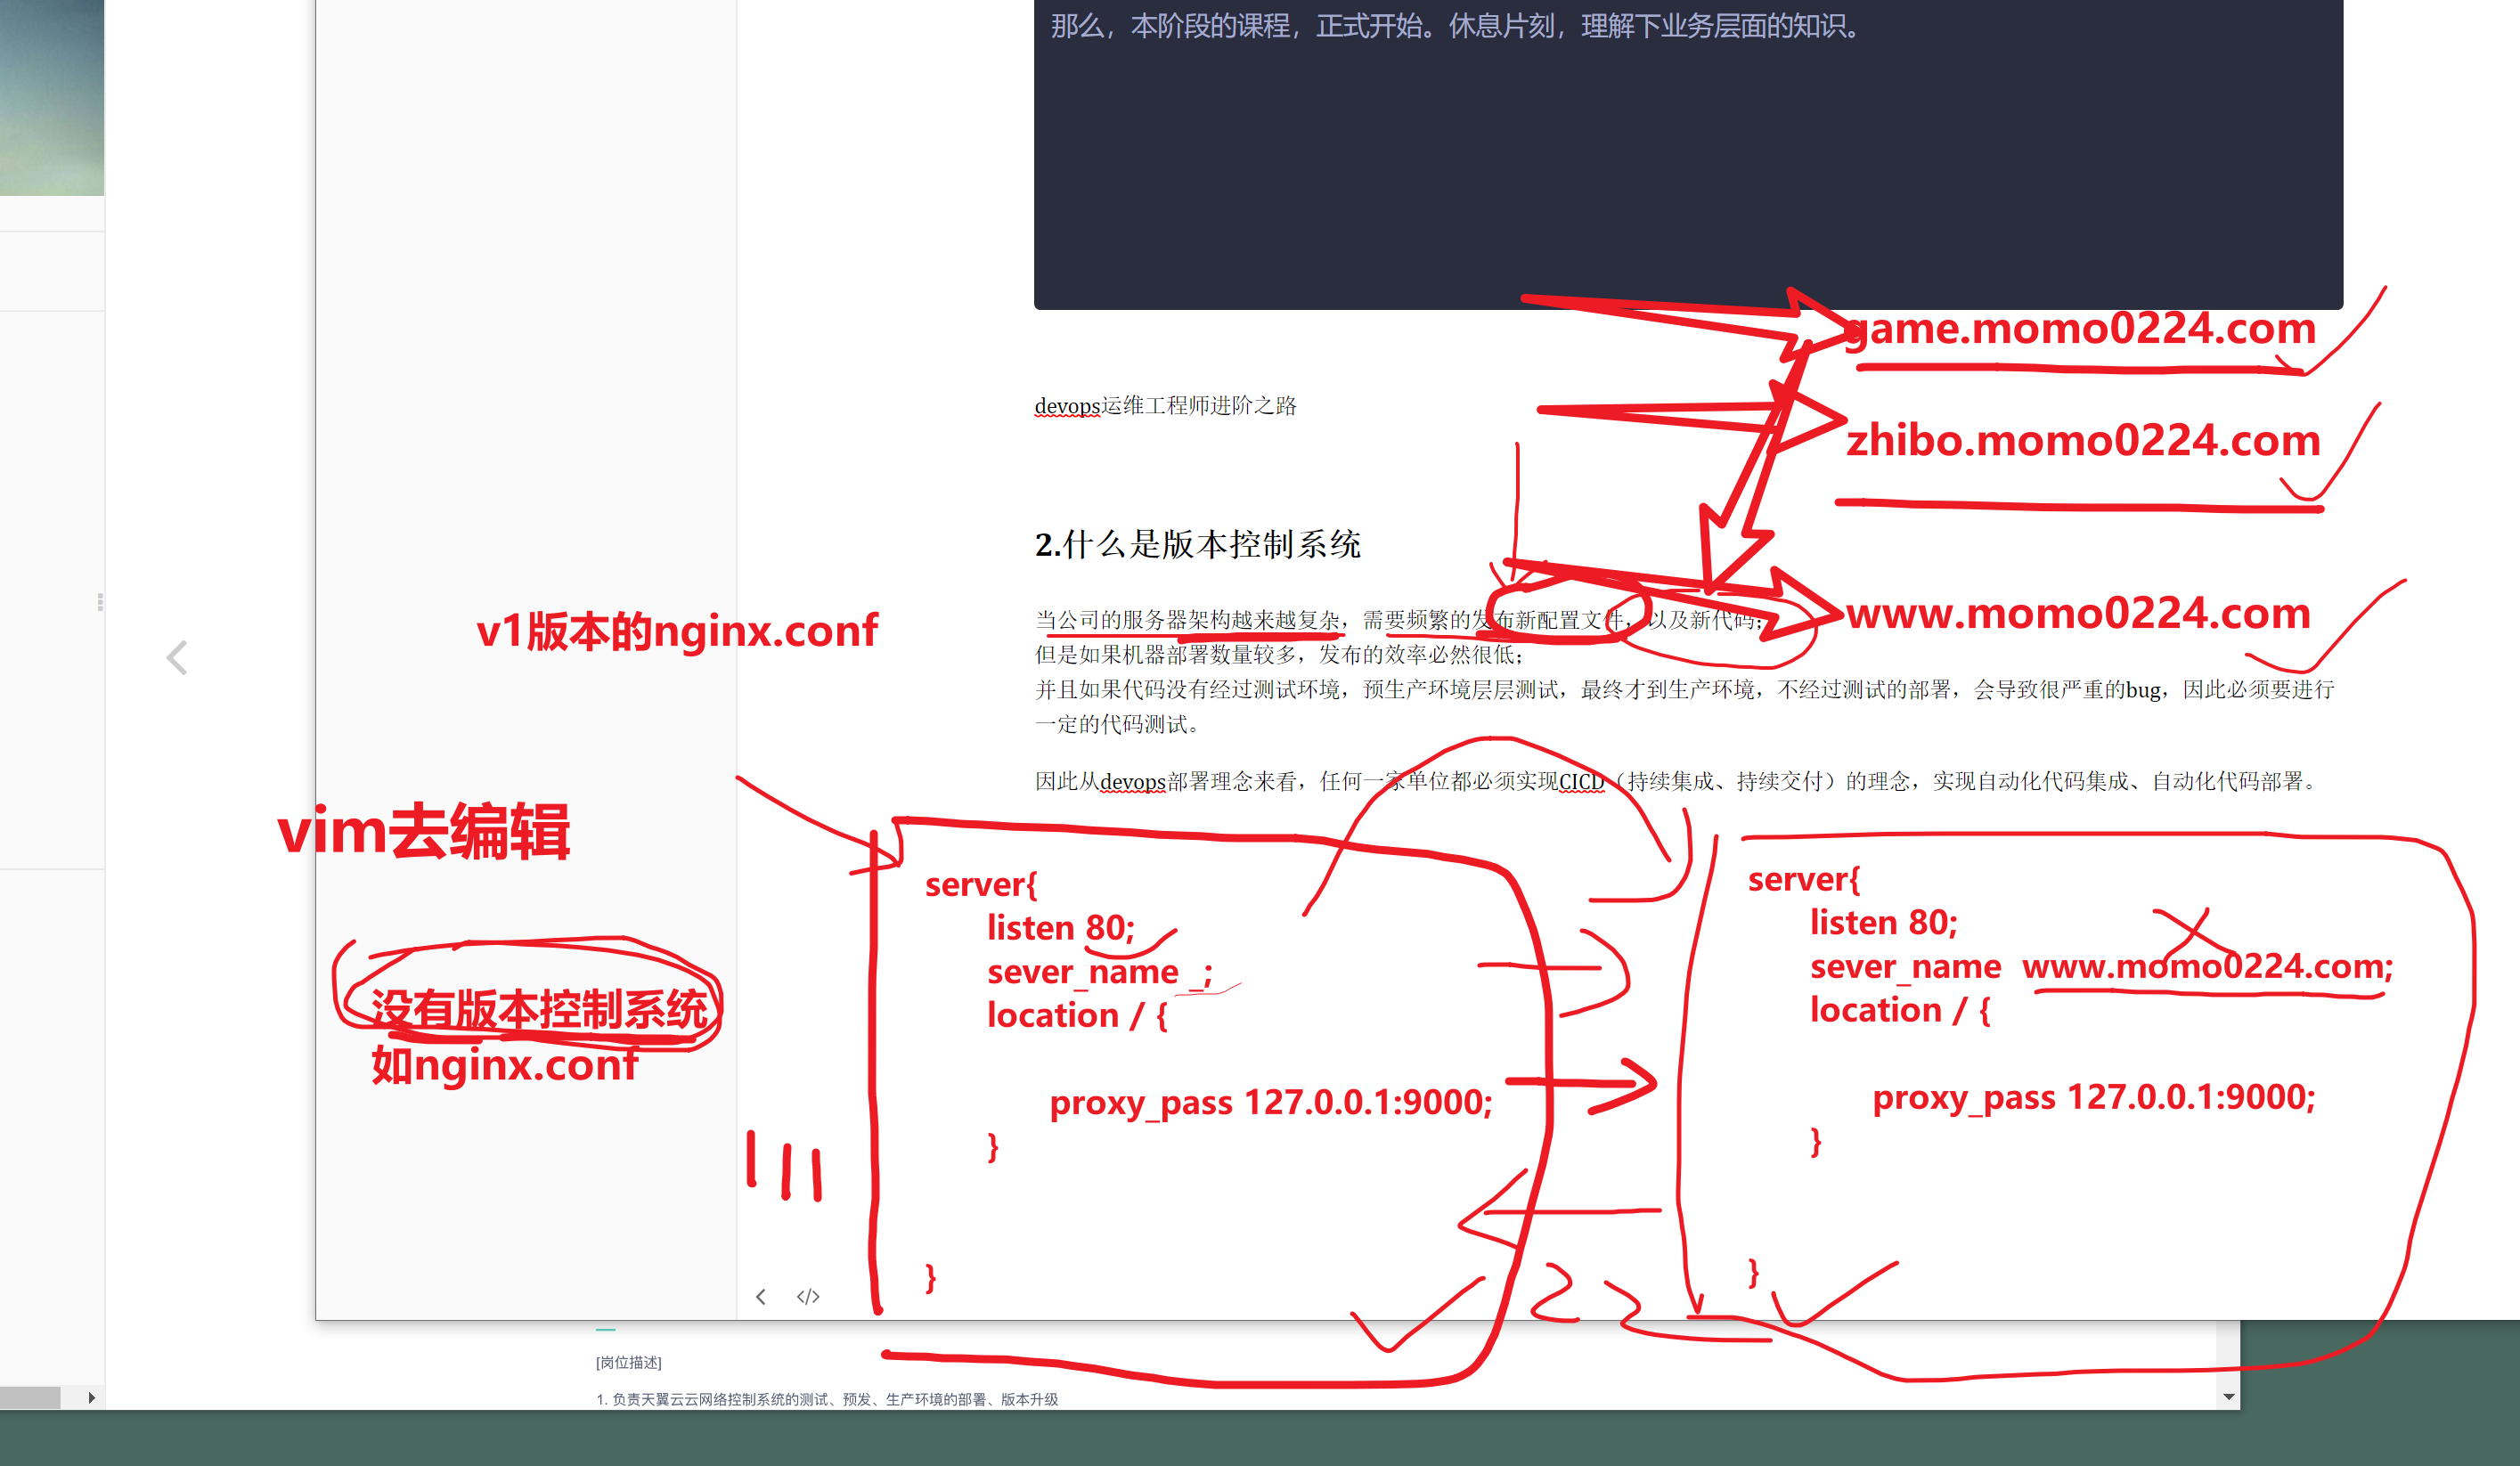 那么，本阶段的课程，正式开始。休息片刻，理解下业务层面的知识。
game.momo0224.com
devops运维工程师进阶之路
zhibo.momo0224.com
2.什么是版本控制系统
v1版本的nginx.conf
当公司的服务器架构越来越复杂，需要频繁的发布新配置文件，以及新代码；
www.momo0224.com
但是如果机器部署数量较多，发布的效率必然很低；
并且如果代码没有经过测试环境，预生产环境层层测试，最终才到生产环境，不经过测试的部署，会导致很严重的bug，因此必须要进行
一定的代码测试。
因此从devops部署理念来看，任何一家单位都必须实现CICD（持续集成、持续交付）的理念，实现自动化代码集成、自动化代码部署。
vim去编辑
没有版本控制系统
如nginx.conf
server{
listen 80;
sever_name _;
location / {
proxy_pass 127.0.0.1:9000;
}
}
server{
listen 80;
sever_name www.momo0224.com;
location / {
proxy_pass 127.0.0.1:9000;
}
}
[岗位描述]
1. 负责天翼云云网络控制系统的测试、预发、生产环境的部署、版本升级